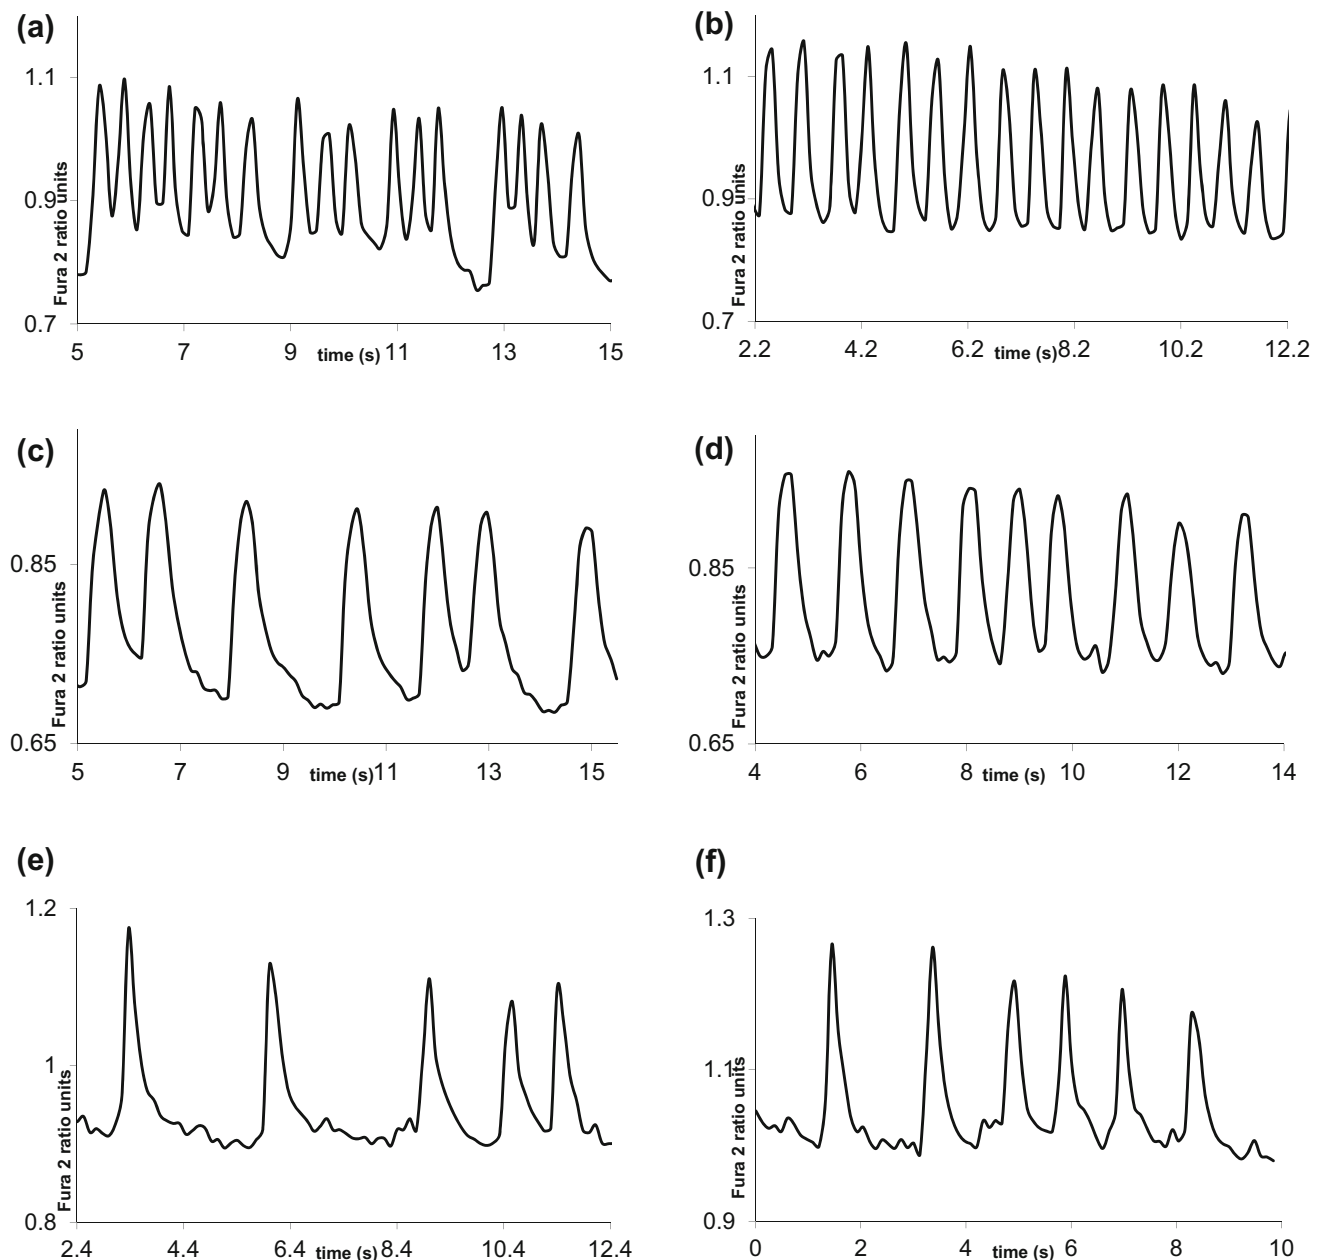 (a)
1.1
0.9
0.7
Fura 2 ratio units
5 7 9 time (s) 11 13 15
(b)
1.1
0.9
0.7
Fura 2 ratio units
2.2 4.2 6.2 time (s) 8.2 10.2 12.2
(c)
0.85
0.65
Fura 2 ratio units
5 7 9 time (s) 11 13 15
(d)
0.85
0.65
Fura 2 ratio units
4 6 8 time (s) 10 12 14
(e)
1.2
1
0.8
Fura 2 ratio units
2.4 4.4 6.4 time (s) 8.4 10.4 12.4
(f)
1.3
1.1
0.9
Fura 2 ratio units
0 2 4 time (s) 6 8 10